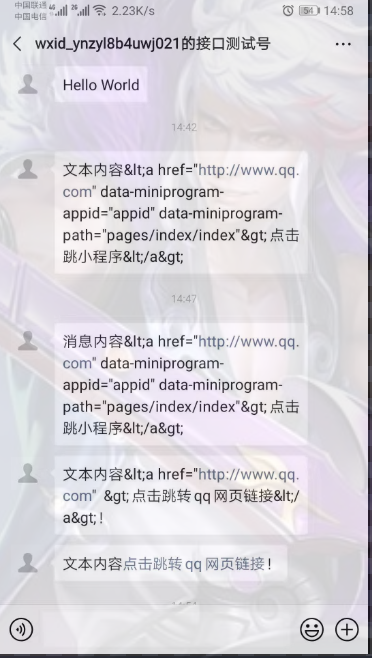 中国联通 4G 2G 2.23K/s 54 14:58
中国电信
wxid_ynzyl8b4uwj021的接口测试号
Hello World
14:42
文本内容&lt;a href="http://www.qq.
com" data-miniprogram-
appid="appid" data-miniprogram-
path="pages/index/index"&gt;点击
跳小程序&lt;/a&gt;
14:47
消息内容&lt;a href="http://www.qq.
com" data-miniprogram-
appid="appid" data-miniprogram-
path="pages/index/index"&gt;点击
跳小程序&lt;/a&gt;
文本内容&lt;a href="http://www.qq.
com" &gt;点击跳转qq网页链接&lt;/
a&gt;!
文本内容点击跳转qq网页链接!